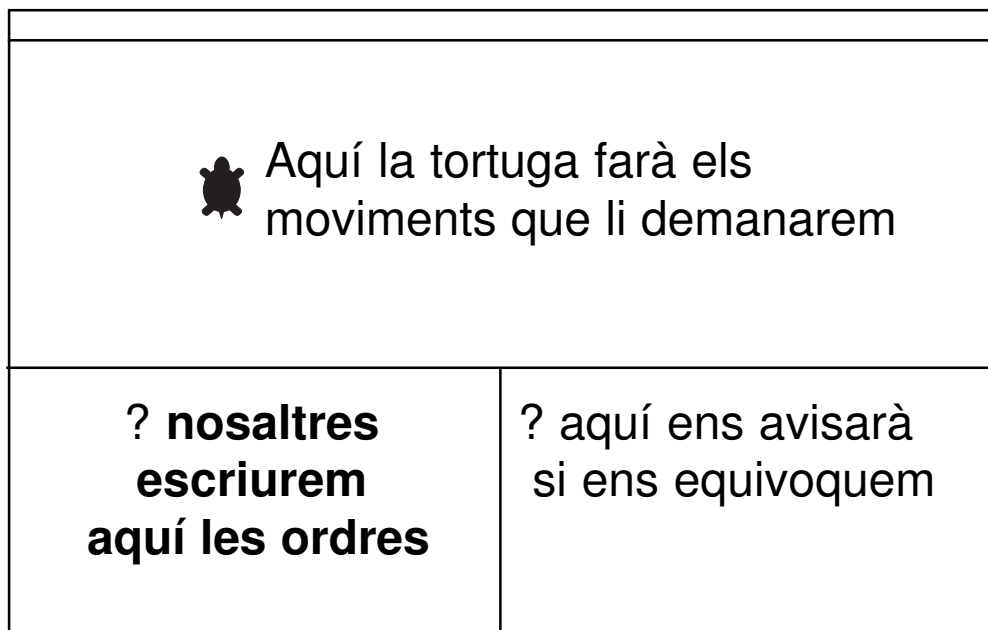 Aquí la tortuga farà els
moviments que li demanarem
? nosaltres
escriurem
aquí les ordres
? aquí ens avisarà
si ens equivoquem